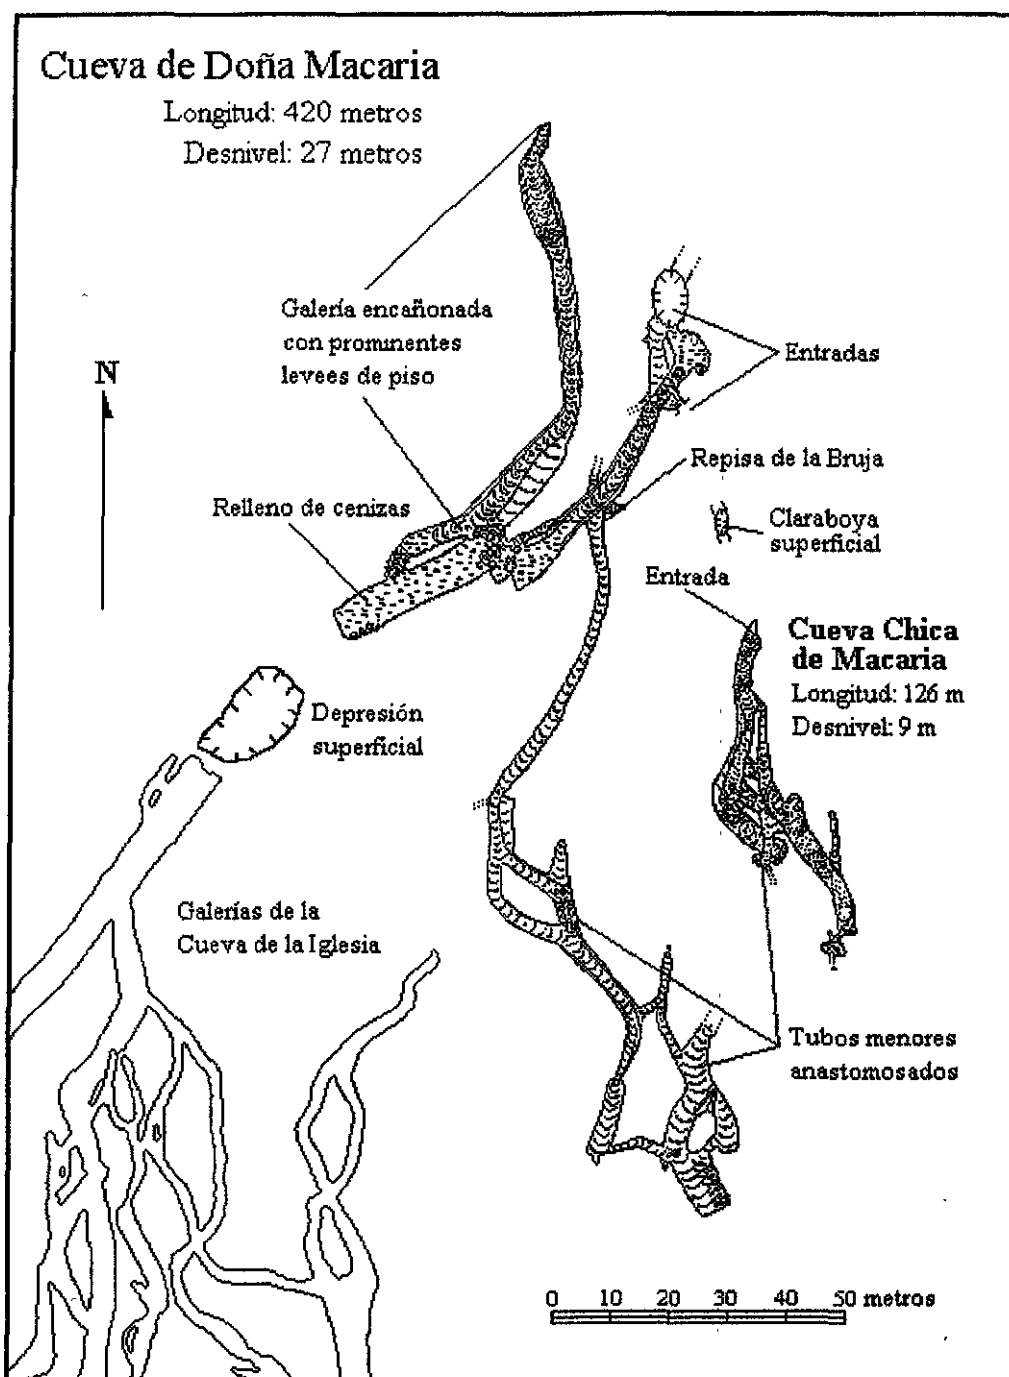 Cueva de Doña Macaria
Longitud: 420 metros
Desnivel: 27 metros
Galería encañonada
con prominentes
levees de piso
Entradas
N
Repisa de la Bruja
Relleno de cenizas
Claraboya
superficial
Entrada
Cueva Chica
de Macaria
Longitud: 126 m
Desnivel: 9 m
Depresión
superficial
Galerías de la
Cueva de la Iglesia
Tubos menores
anastomosados
0 10 20 30 40 50 metros